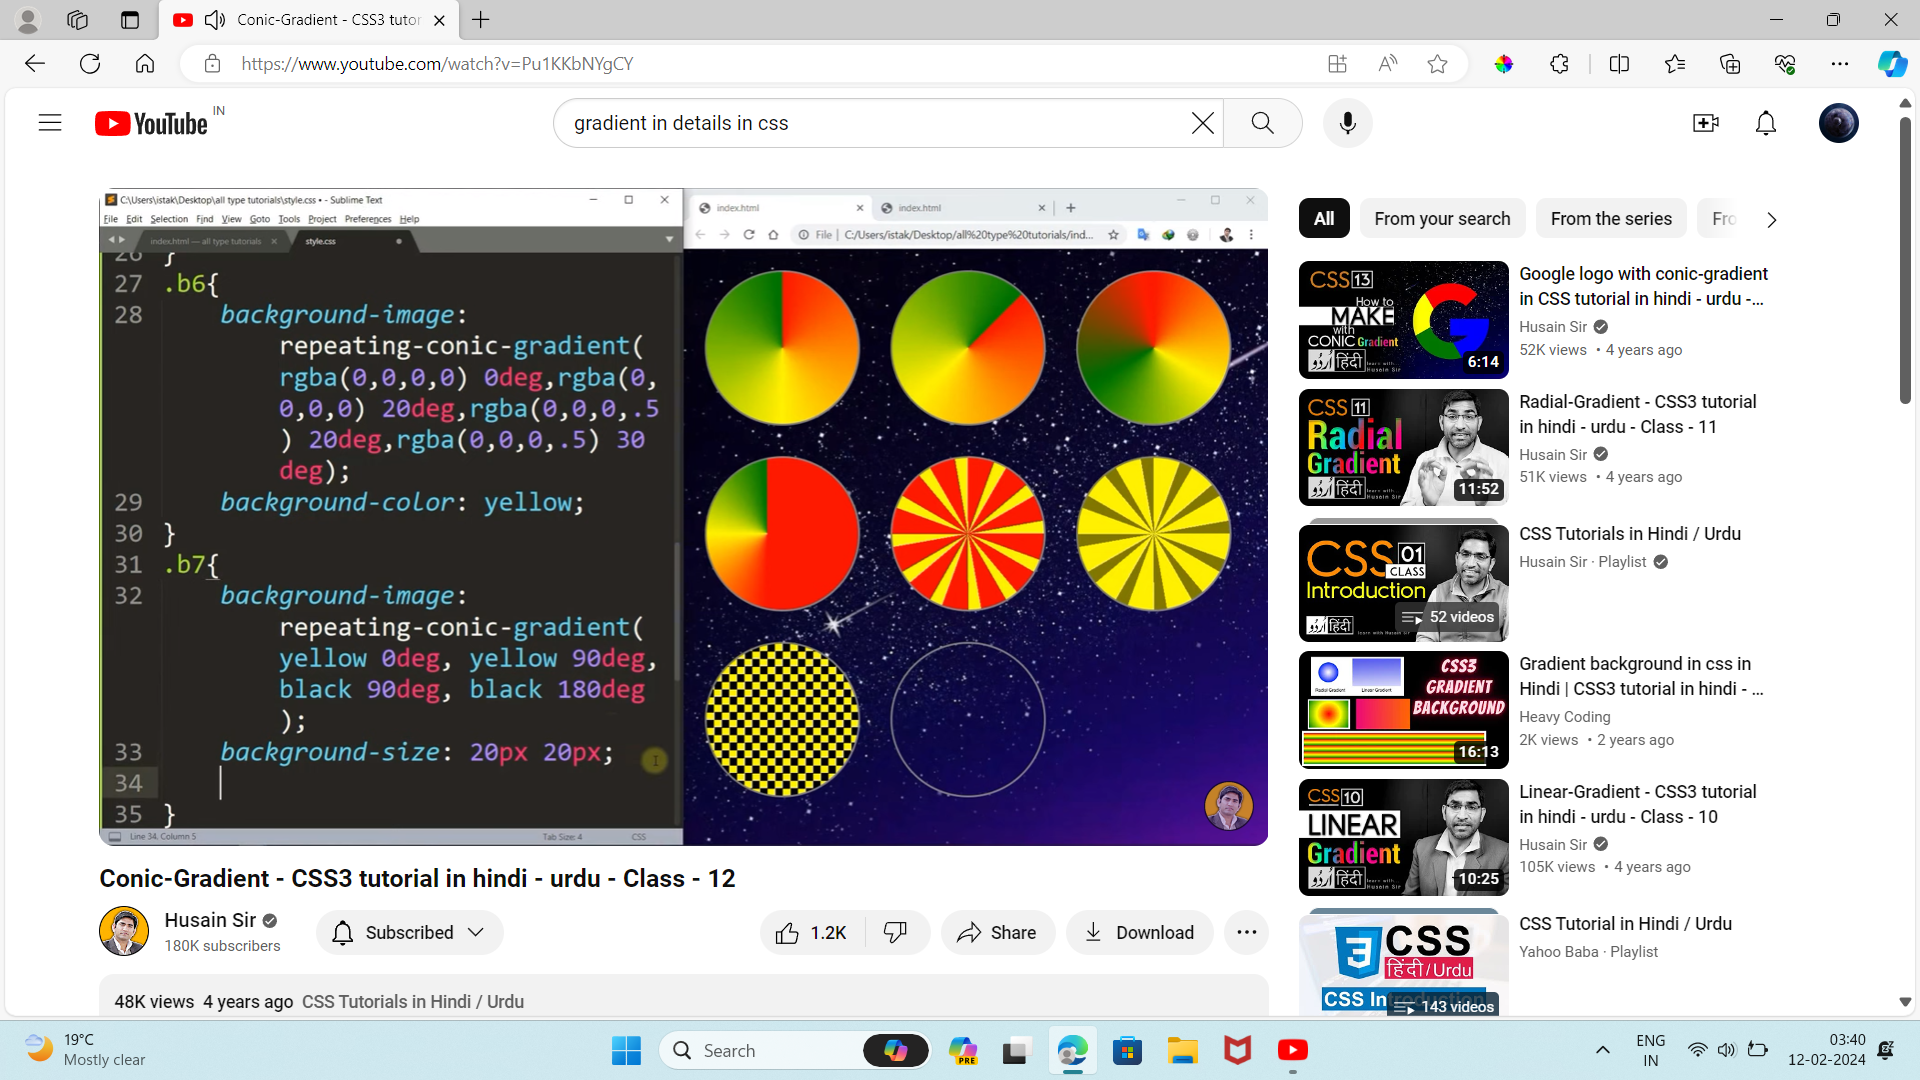 Conic-Gradient - CSS3 tutor
https://www.youtube.com/watch?v=Pu1KKbNYgCY
YouTube IN
gradient in details in css
C:\Users\istak\Desktop\all type tutorials\style.css • - Sublime Text
File Edit Selection Find View Goto Tools Project Preferences Help
index.html — all type tutorials
style.css
26 }
27 .b6{
28 background-image:
repeating-conic-gradient(
rgba(0,0,0,0) 0deg,rgba(0,
0,0,0) 20deg,rgba(0,0,0,.5
) 20deg,rgba(0,0,0,.5) 30
deg);
29 background-color: yellow;
30 }
31 .b7{
32 background-image:
repeating-conic-gradient(
yellow 0deg, yellow 90deg,
black 90deg, black 180deg
);
33 background-size: 20px 20px;
34
35 }
Line 34, Column 5
Tab Size: 4
CSS
index.html
index.html
File | C:/Users/istak/Desktop/all%20type%20tutorials/ind...
Conic-Gradient - CSS3 tutorial in hindi - urdu - Class - 12
Husain Sir
180K subscribers
Subscribed
1.2K
Share
Download
48K views 4 years ago CSS Tutorials in Hindi / Urdu
All
From your search
From the series
Fro
CSS 13
How to
MAKE
with
CONIC Gradient
اُردُو हिंदी
6:14
Google logo with conic-gradient
in CSS tutorial in hindi - urdu -...
Husain Sir
52K views • 4 years ago
CSS 11
Radial
Gradient
اُردُو हिंदी
11:52
Radial-Gradient - CSS3 tutorial
in hindi - urdu - Class - 11
Husain Sir
51K views • 4 years ago
CSS 01
CLASS
Introduction
اُردُو हिंदी
52 videos
CSS Tutorials in Hindi / Urdu
Husain Sir · Playlist
Radial Gradient
Linear Gradient
CSS3
GRADIENT
BACKGROUND
16:13
Gradient background in css in
Hindi | CSS3 tutorial in hindi - ...
Heavy Coding
2K views • 2 years ago
CSS 10
LINEAR
Gradient
اُردُو हिंदी
10:25
Linear-Gradient - CSS3 tutorial
in hindi - urdu - Class - 10
Husain Sir
105K views • 4 years ago
3 CSS
हिंदी/Urdu
CSS Introduction
143 videos
CSS Tutorial in Hindi / Urdu
Yahoo Baba · Playlist
19°C
Mostly clear
Search
PRE
ENG
IN
03:40
12-02-2024